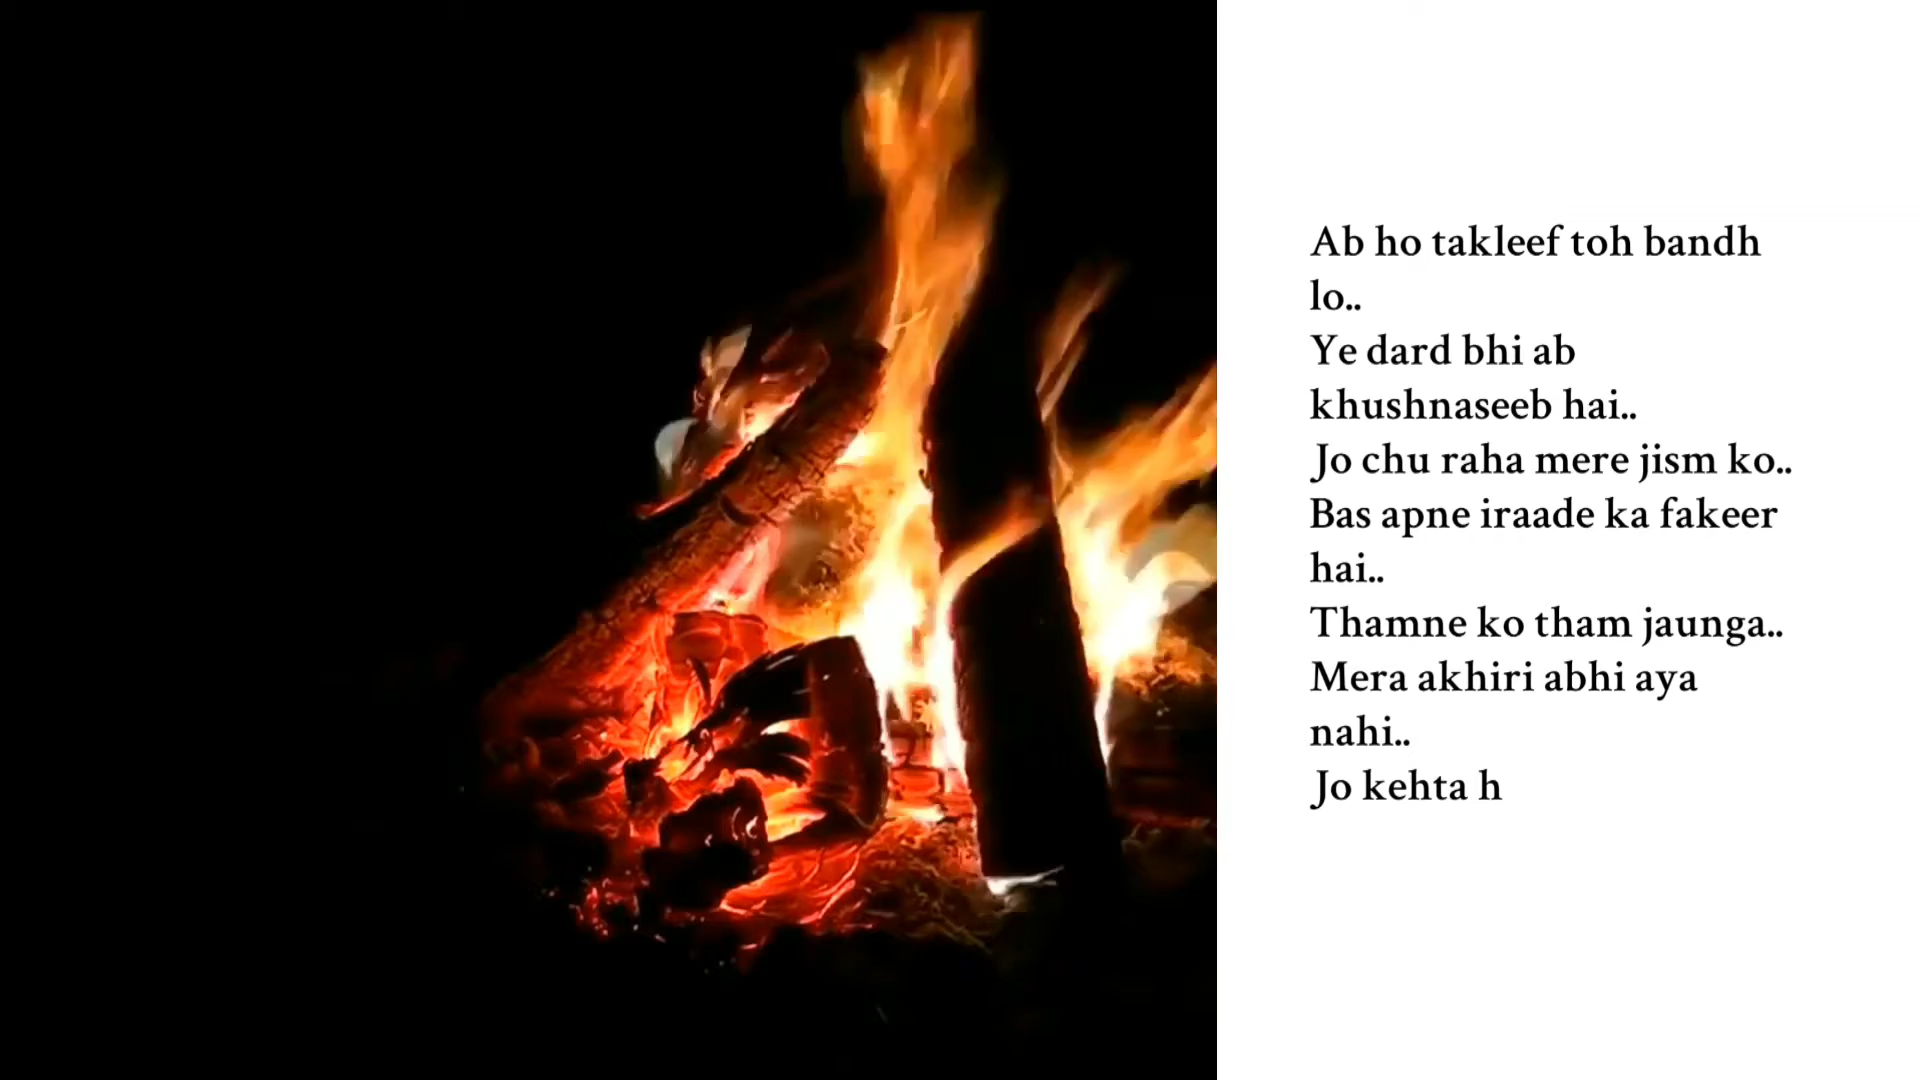 Ab ho takleef toh bandh
lo..
Ye dard bhi ab
khushnaseeb hai..
Jo chu raha mere jism ko..
Bas apne iraade ka fakeer
hai..
Thamne ko tham jaunga..
Mera akhiri abhi aya
nahi..
Jo kehta h